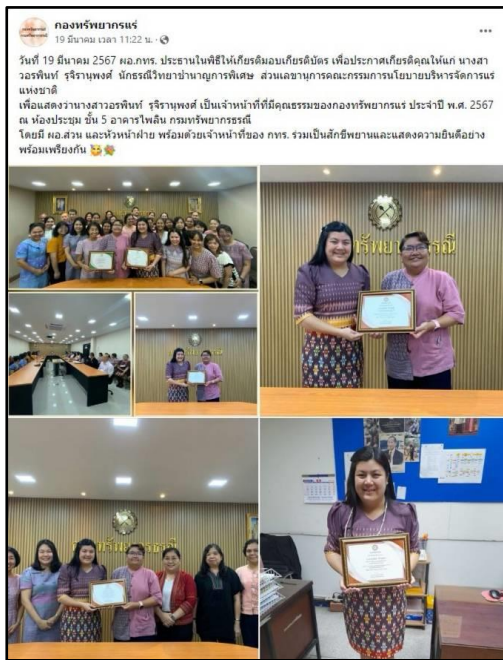 กองทรัพยากรแร่
19 มีนาคม เวลา 11:22 น.
วันที่ 19 มีนาคม 2567 ผอ.กทร. ประธานในพิธีให้เกียรติมอบเกียรติบัตร เพื่อประกาศเกียรติคุณให้แก่ นางสา
วอรพินท์ รุจิรานุพงศ์ นักธรณีวิทยาชำนาญการพิเศษ ส่วนเลขานุการคณะกรรมการนโยบายบริหารจัดการแร่
แห่งชาติ
เพื่อแสดงว่านางสาวอรพินท์ รุจิรานุพงศ์ เป็นเจ้าหน้าที่ที่มีคุณธรรมของกองทรัพยากรแร่ ประจำปี พ.ศ. 2567
ณ ห้องประชุม ชั้น 5 อาคารไพลิน กรมทรัพยากรธรณี
โดยมี ผอ.ส่วน และหัวหน้าฝ่าย พร้อมด้วยเจ้าหน้าที่ของ กทร. ร่วมเป็นสักขีพยานและแสดงความยินดีอย่าง
พร้อมเพรียงกัน